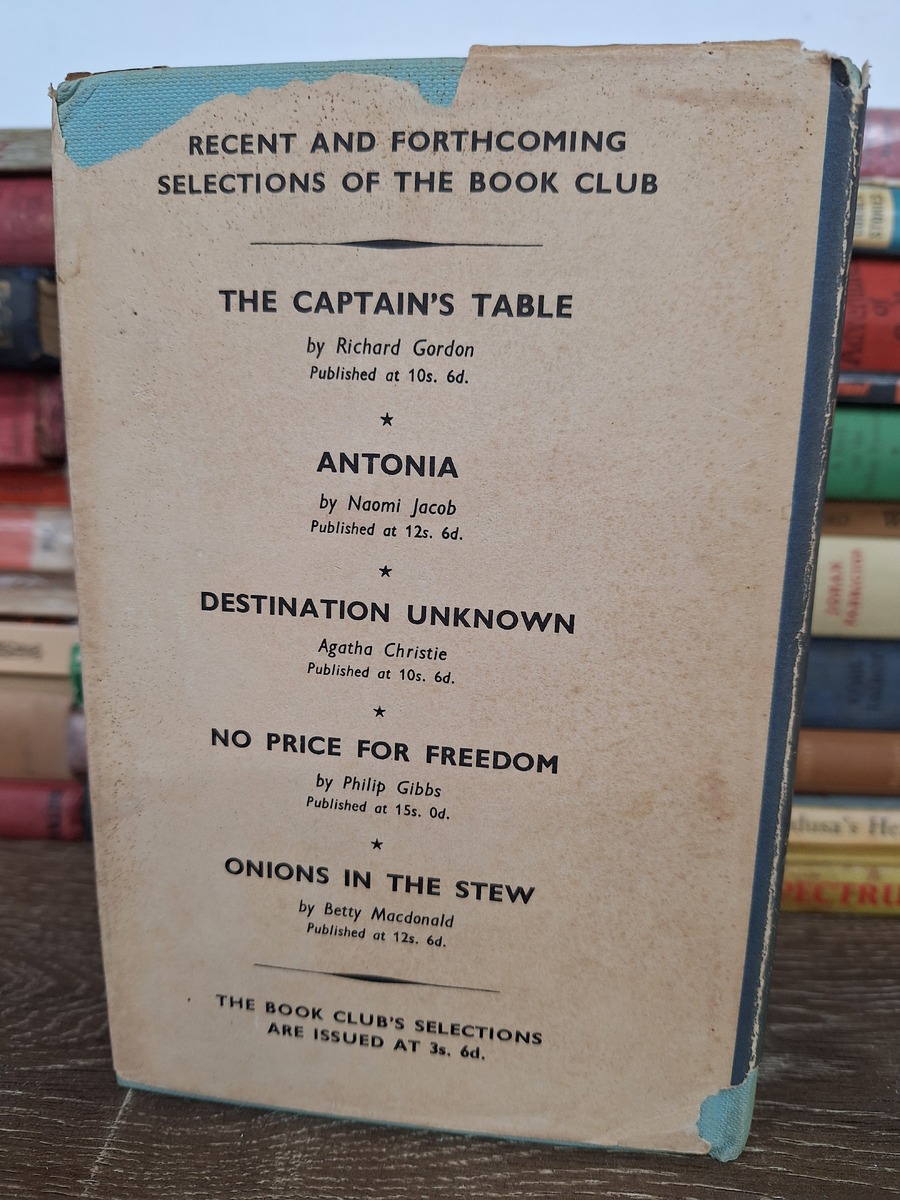 RECENT AND FORTHCOMING
SELECTIONS OF THE BOOK CLUB
THE CAPTAIN'S TABLE
by Richard Gordon
Published at 10s. 6d.
★
ANTONIA
by Naomi Jacob
Published at 12s. 6d.
★
DESTINATION UNKNOWN
Agatha Christie
Published at 10s. 6d.
★
NO PRICE FOR FREEDOM
by Philip Gibbs
Published at 15s. 0d.
★
ONIONS IN THE STEW
by Betty Macdonald
Published at 12s. 6d.
THE BOOK CLUB'S SELECTIONS
ARE ISSUED AT 3s. 6d.